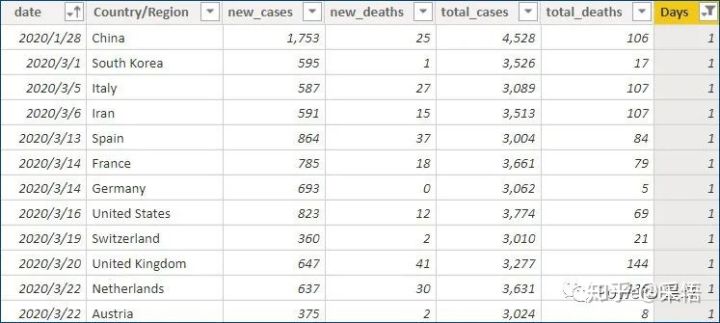 date Country/Region new_cases new_deaths total_cases total_deaths Days
2020/1/28 China 1,753 25 4,528 106 1
2020/3/1 South Korea 595 1 3,526 17 1
2020/3/5 Italy 587 27 3,089 107 1
2020/3/6 Iran 591 15 3,513 107 1
2020/3/13 Spain 864 37 3,004 84 1
2020/3/14 France 785 18 3,661 79 1
2020/3/14 Germany 693 0 3,062 5 1
2020/3/16 United States 823 12 3,774 69 1
2020/3/19 Switzerland 360 2 3,010 21 1
2020/3/20 United Kingdom 647 41 3,277 144 1
2020/3/22 Netherlands 637 30 3,631 1
知乎 @渠悟
2020/3/22 Austria 375 2 3,024 8 1